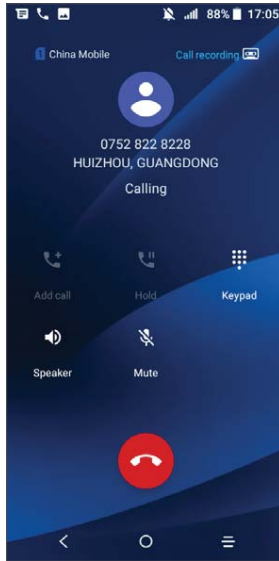 88% 17:05
1 China Mobile Call recording
0752 822 8228
HUIZHOU, GUANGDONG
Calling
Add call Hold Keypad
Speaker Mute